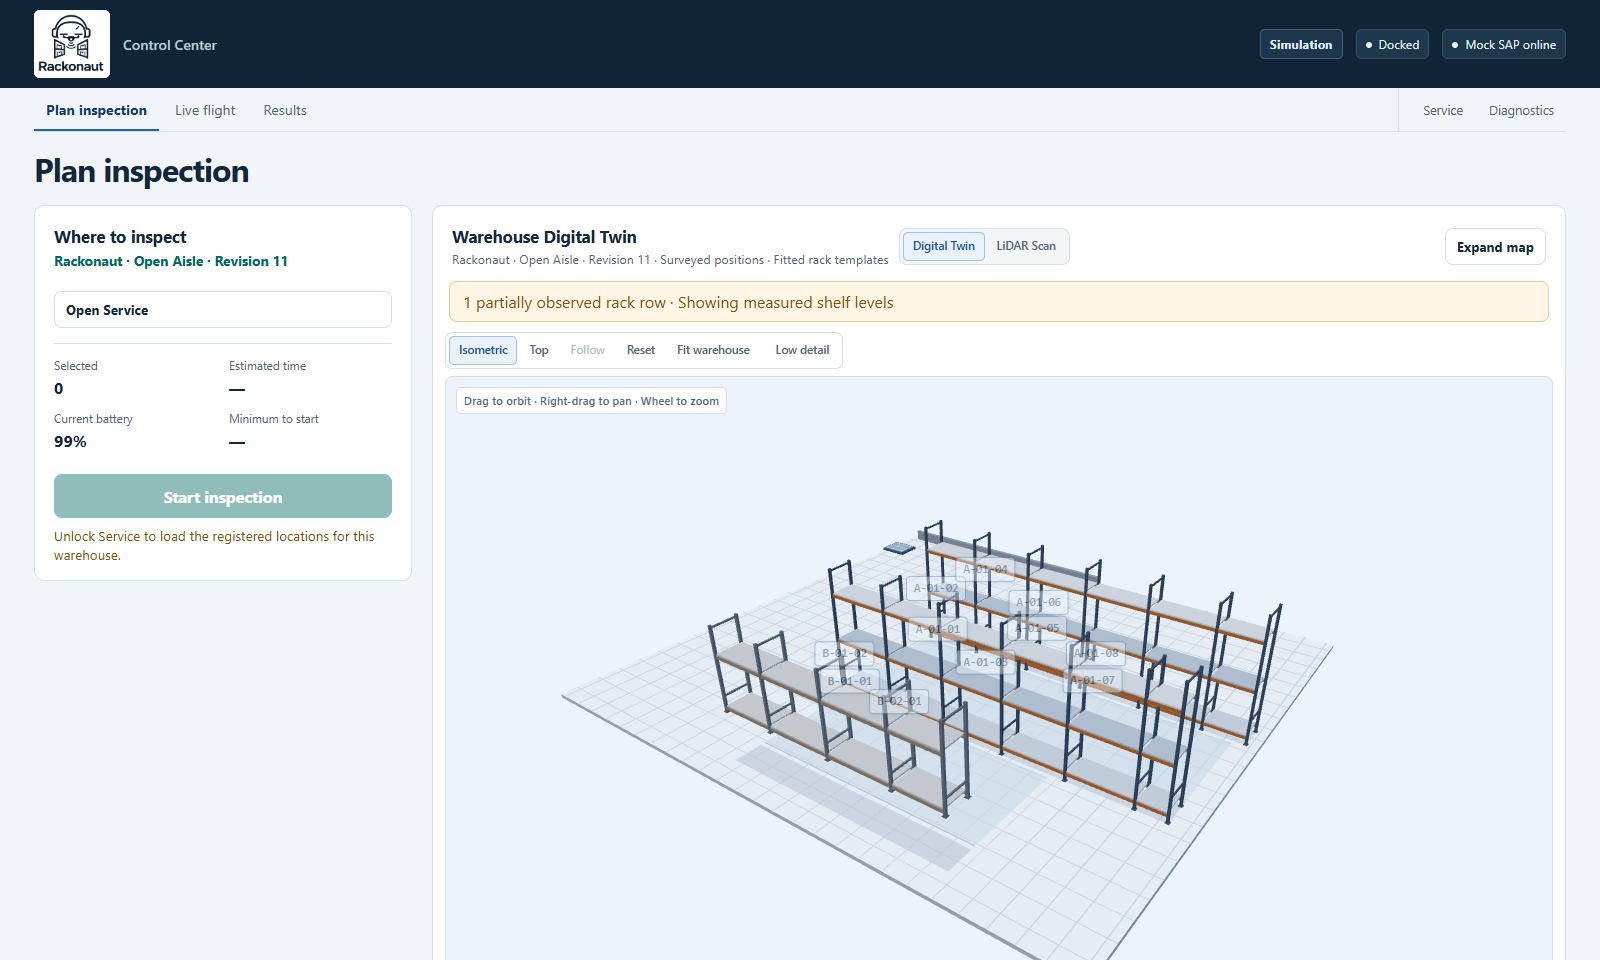 Rackonaut
Control Center
Simulation
Docked
Mock SAP online
Plan inspection
Live flight
Results
Service
Diagnostics
Plan inspection
Where to inspect
Rackonaut · Open Aisle · Revision 11
Open Service
Selected
Estimated time
0
—
Current battery
Minimum to start
99%
—
Start inspection
Unlock Service to load the registered locations for this
warehouse.
Warehouse Digital Twin
Rackonaut · Open Aisle · Revision 11 · Surveyed positions · Fitted rack templates
Digital Twin
LiDAR Scan
Expand map
1 partially observed rack row · Showing measured shelf levels
Isometric
Top
Follow
Reset
Fit warehouse
Low detail
Drag to orbit · Right-drag to pan · Wheel to zoom
A-01-04
A-01-02
A-01-06
A-01-01
A-01-05
B-01-02
A-01-03
A-01-08
B-01-01
A-01-07
B-02-01